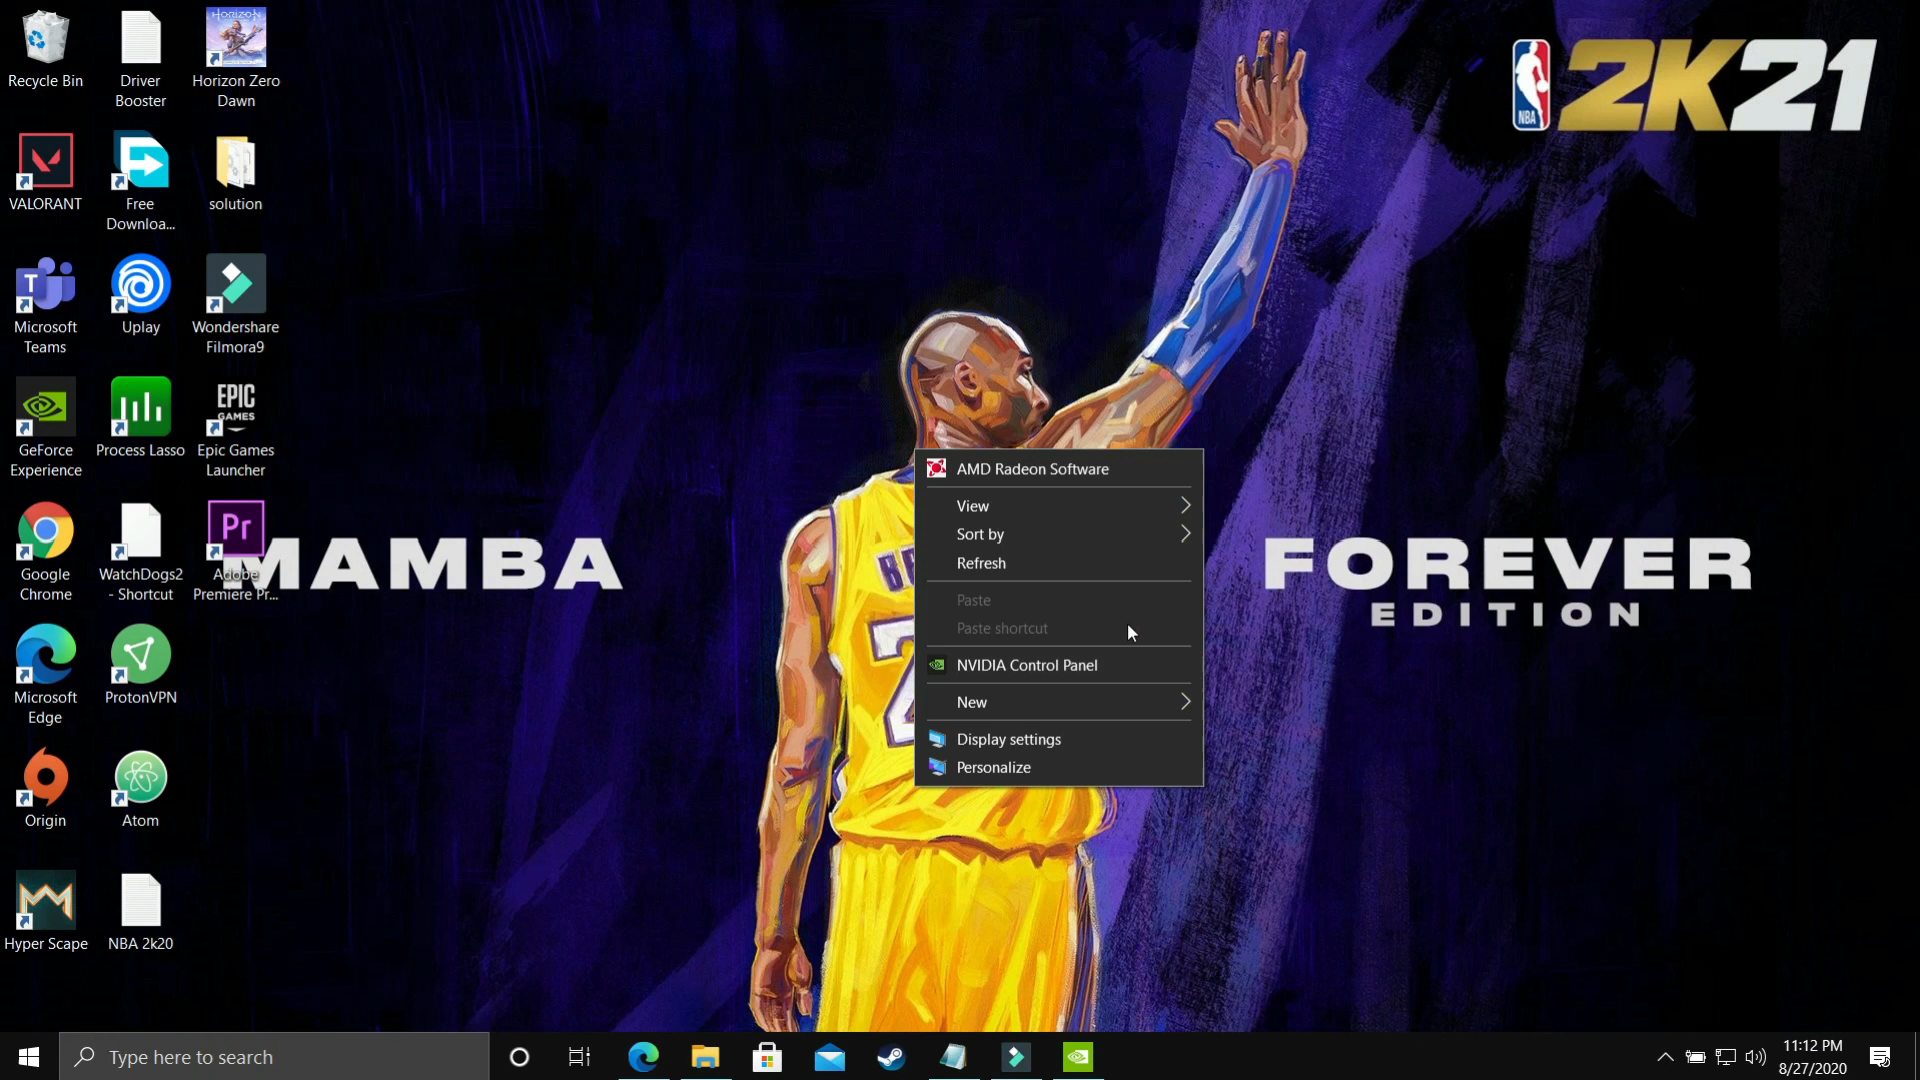 Recycle Bin
Driver
Booster
HORIZON
Horizon Zero
Dawn
NBA
2K21
VALORANT
Free
Downloa...
solution
T
Microsoft
Teams
Uplay
Wondershare
Filmora9
GeForce
Experience
Process Lasso
EPIC
GAMES
Epic Games
Launcher
Google
Chrome
WatchDogs2
- Shortcut
Pr
Adobe
Premiere Pr...
MAMBA
FOREVER
EDITION
Microsoft
Edge
ProtonVPN
Origin
Atom
Hyper Scape
NBA 2k20
AMD Radeon Software
View
Sort by
Refresh
Paste
Paste shortcut
NVIDIA Control Panel
New
Display settings
Personalize
Type here to search
11:12 PM
8/27/2020